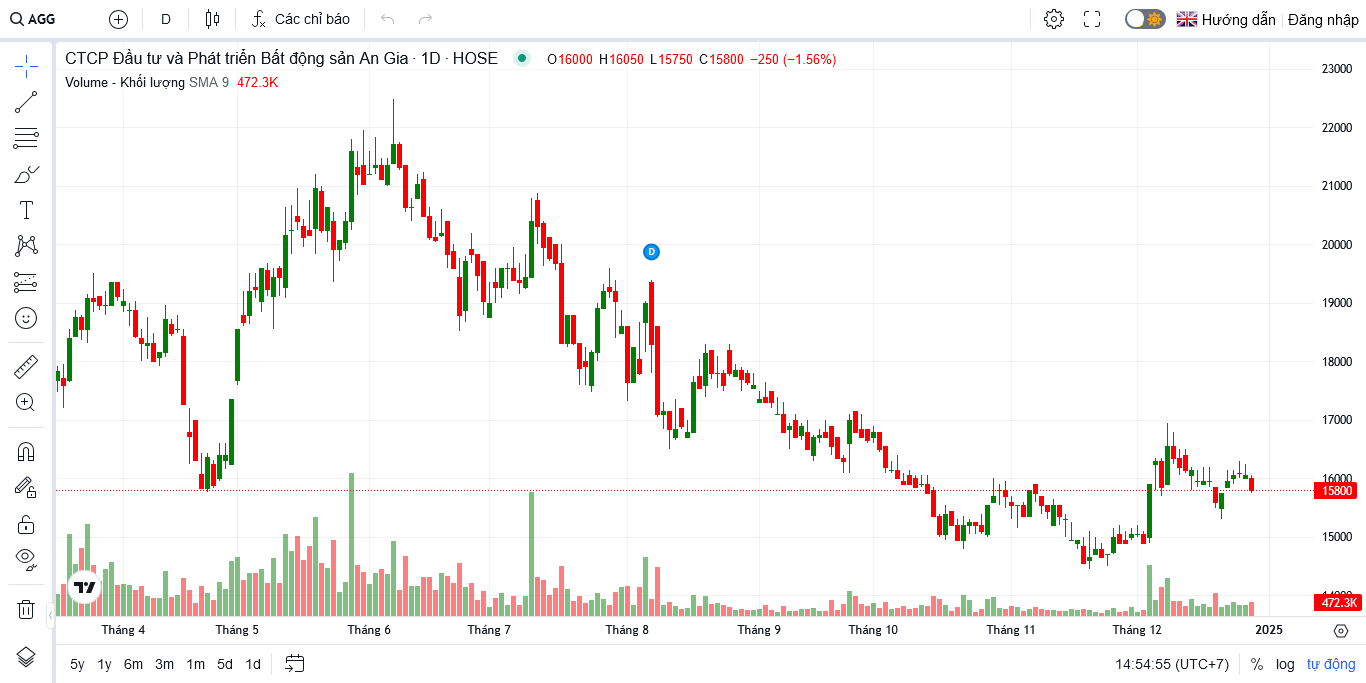 AGG D Các chỉ báo Hướng dẫn Đăng nhập
CTCP Đầu tư và Phát triển Bất động sản An Gia · 1D · HOSE O16000 H16050 L15750 C15800 −250 (−1.56%)
Volume - Khối lượng SMA 9 472.3K
23000
22000
21000
20000
D
19000
18000
17000
16000
15800
15000
14000
472.3K
Tháng 4 Tháng 5 Tháng 6 Tháng 7 Tháng 8 Tháng 9 Tháng 10 Tháng 11 Tháng 12 2025
5y 1y 6m 3m 1m 5d 1d 14:54:55 (UTC+7) % log tự động